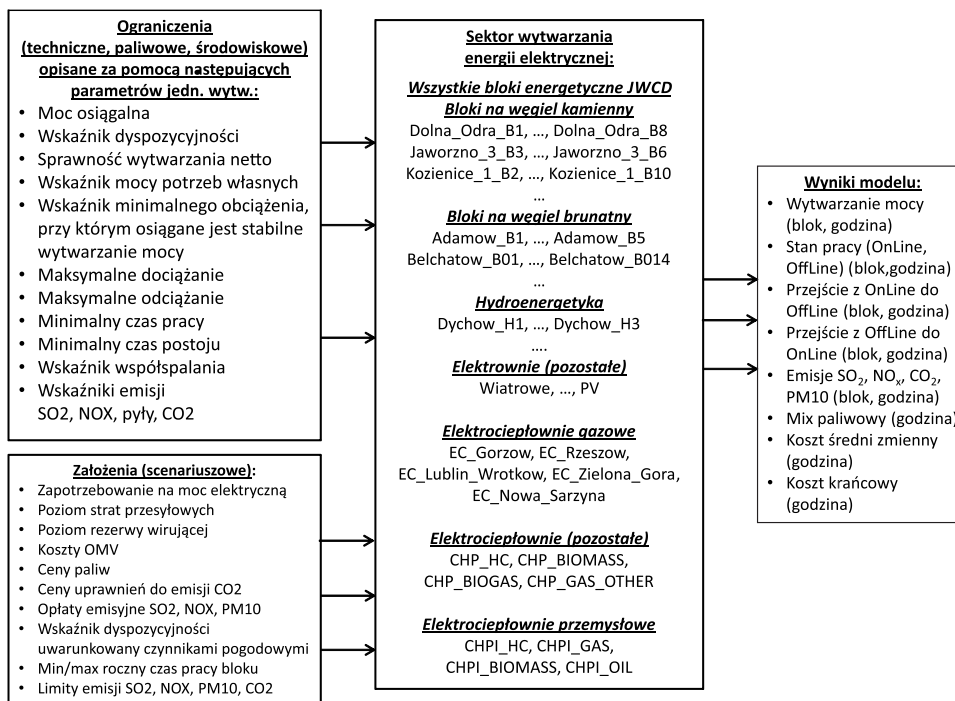 Ograniczenia
(techniczne, paliwowe, środowiskowe)
opisane za pomocą następujących
parametrów jedn. wytw.:
• Moc osiągalna
• Wskaźnik dyspozycyjności
• Sprawność wytwarzania netto
• Wskaźnik mocy potrzeb własnych
• Wskaźnik minimalnego obciążenia,
przy którym osiągane jest stabilne
wytwarzanie mocy
• Maksymalne dociążanie
• Maksymalne odciążanie
• Minimalny czas pracy
• Minimalny czas postoju
• Wskaźnik współspalania
• Wskaźniki emisji
SO2, NOX, pyły, CO2
Założenia (scenariuszowe):
• Zapotrzebowanie na moc elektryczną
• Poziom strat przesyłowych
• Poziom rezerwy wirującej
• Koszty OMV
• Ceny paliw
• Ceny uprawnień do emisji CO2
• Opłaty emisyjne SO2, NOX, PM10
• Wskaźnik dyspozycyjności
uwarunkowany czynnikami pogodowymi
• Min/max roczny czas pracy bloku
• Limity emisji SO2, NOX, PM10, CO2
Sektor wytwarzania
energii elektrycznej:
Wszystkie bloki energetyczne JWCD
Bloki na węgiel kamienny
Dolna_Odra_B1, …, Dolna_Odra_B8
Jaworzno_3_B3, …, Jaworzno_3_B6
Kozienice_1_B2, …, Kozienice_1_B10
…
Bloki na węgiel brunatny
Adamow_B1, …, Adamow_B5
Belchatow_B01, …, Belchatow_B014
…
Hydroenergetyka
Dychow_H1, …, Dychow_H3
….
Elektrownie (pozostałe)
Wiatrowe, …, PV
Elektrociepłownie gazowe
EC_Gorzow, EC_Rzeszow,
EC_Lublin_Wrotkow, EC_Zielona_Gora,
EC_Nowa_Sarzyna
Elektrociepłownie (pozostałe)
CHP_HC, CHP_BIOMASS,
CHP_BIOGAS, CHP_GAS_OTHER
Elektrociepłownie przemysłowe
CHPI_HC, CHPI_GAS,
CHPI_BIOMASS, CHPI_OIL
Wyniki modelu:
• Wytwarzanie mocy
(blok, godzina)
• Stan pracy (OnLine,
OffLine) (blok,godzina)
• Przejście z OnLine do
OffLine (blok, godzina)
• Przejście z OffLine do
OnLine (blok, godzina)
• Emisje SO₂, NOₓ, CO₂,
PM10 (blok, godzina)
• Mix paliwowy (godzina)
• Koszt średni zmienny
(godzina)
• Koszt krańcowy
(godzina)